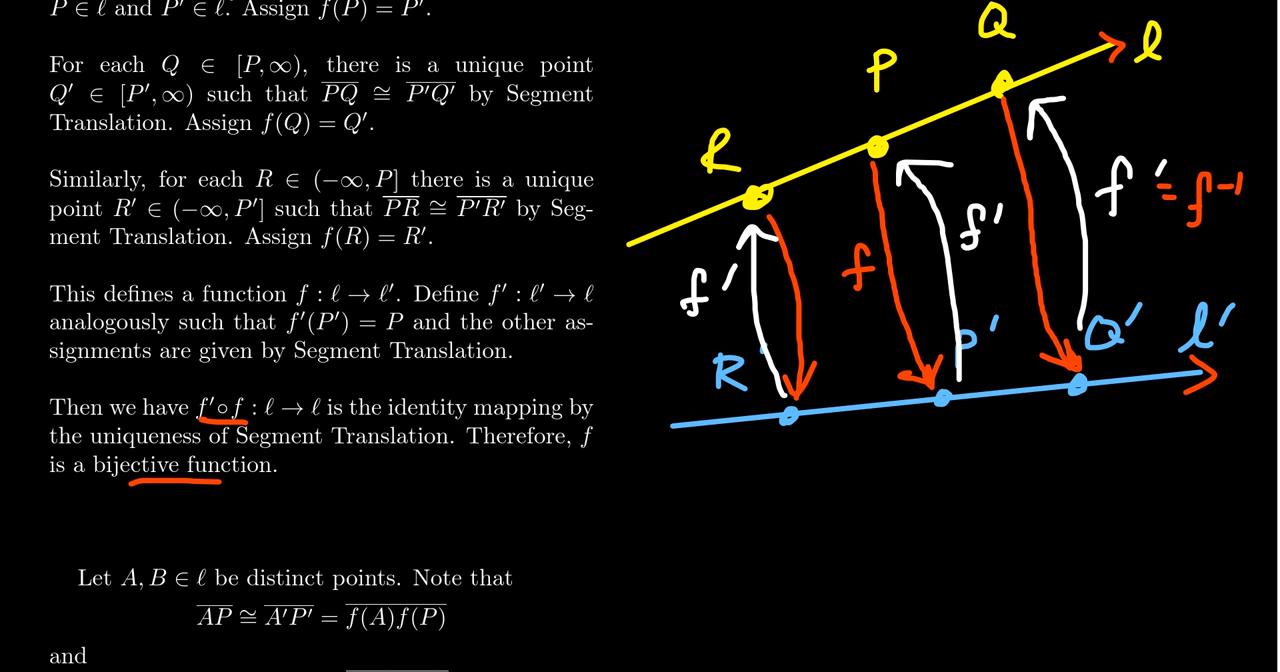 P ∈ ℓ and P′ ∈ ℓ′. Assign f(P) = P′.
For each Q ∈ [P, ∞), there is a unique point
Q′ ∈ [P′, ∞) such that P̅Q̅ ≅ P̅′Q̅′ by Segment
Translation. Assign f(Q) = Q′.
Similarly, for each R ∈ (−∞, P] there is a unique
point R′ ∈ (−∞, P′] such that P̅R̅ ≅ P̅′R̅′ by Seg-
ment Translation. Assign f(R) = R′.
This defines a function f : ℓ → ℓ′. Define f′ : ℓ′ → ℓ
analogously such that f′(P′) = P and the other as-
signments are given by Segment Translation.
Then we have f′∘f : ℓ → ℓ is the identity mapping by
the uniqueness of Segment Translation. Therefore, f
is a bijective function.
Let A, B ∈ ℓ be distinct points. Note that
A̅P̅ ≅ A̅′P̅′ = f̅(̅A̅)̅f̅(̅P̅)̅
and
Q
ℓ
P
R
f′ = f⁻¹
f′
f
f′
P′
Q′
ℓ′
R′